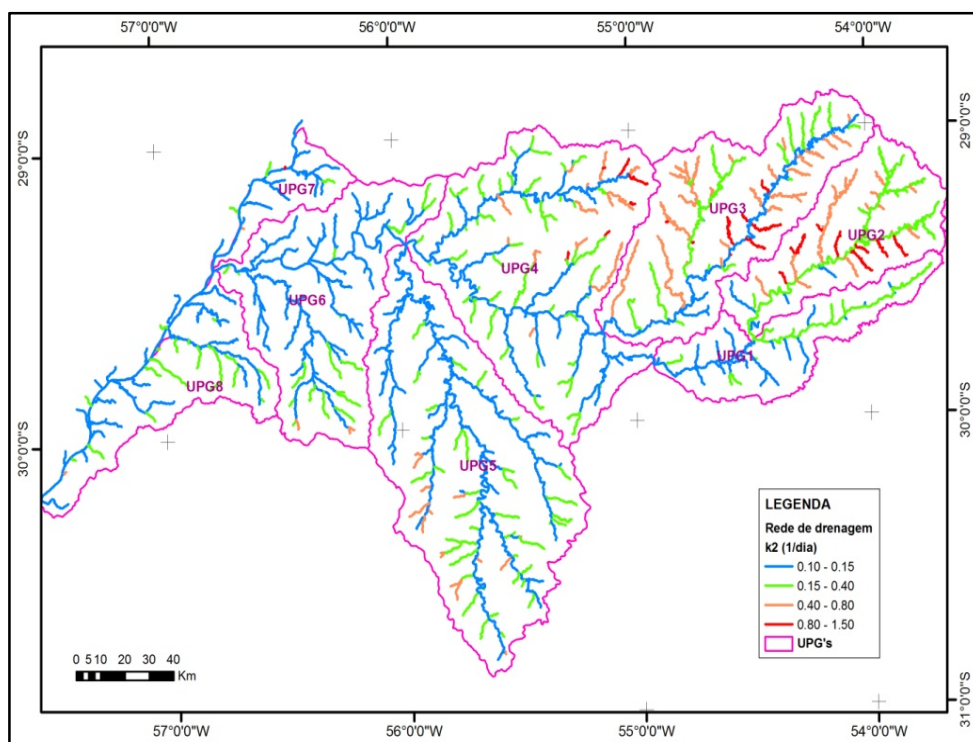 57°0'0"W
56°0'0"W
55°0'0"W
54°0'0"W
29°0'0"S
29°0'0"S
UPG7
UPG3
UPG2
UPG4
UPG6
UPG1
UPG8
30°0'0"S
30°0'0"S
UPG5
LEGENDA
Rede de drenagem
k2 (1/dia)
0.10 - 0.15
0.15 - 0.40
0.40 - 0.80
0.80 - 1.50
UPG's
0 5 10 20 30 40
Km
31°0'0"S
57°0'0"W
56°0'0"W
55°0'0"W
54°0'0"W